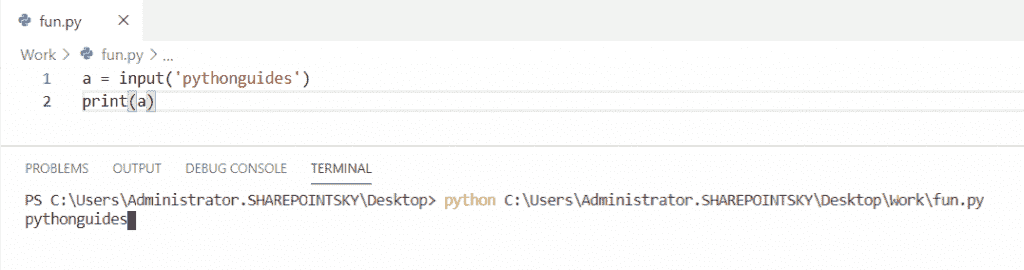 fun.py
Work > fun.py > ...
1 a = input('pythonguides')
2 print(a)
PROBLEMS OUTPUT DEBUG CONSOLE TERMINAL
PS C:\Users\Administrator.SHAREPOINTSKY\Desktop> python C:\Users\Administrator.SHAREPOINTSKY\Desktop\Work\fun.py
pythonguides